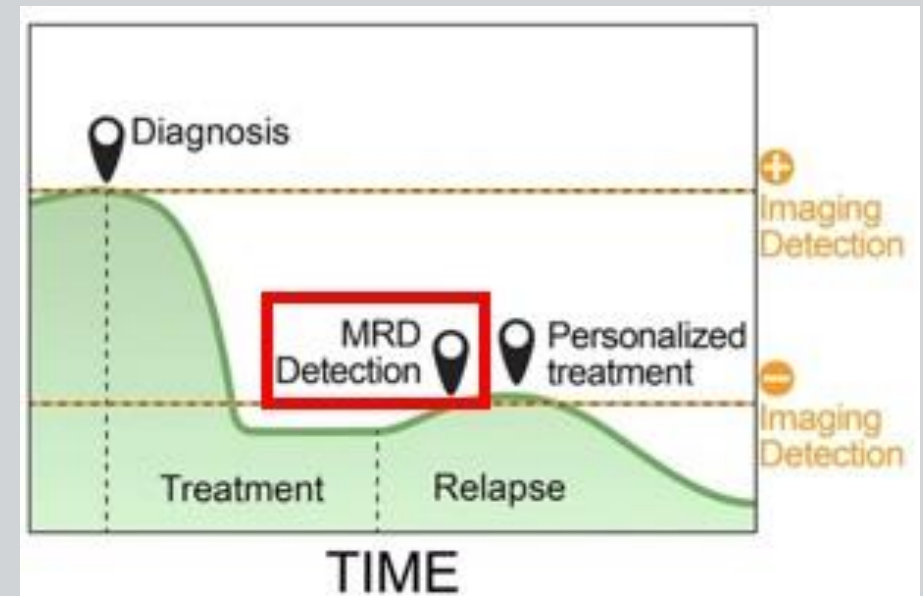 Diagnosis
Imaging
Detection
MRD
Detection
Personalized
treatment
Imaging
Detection
Treatment
Relapse
TIME